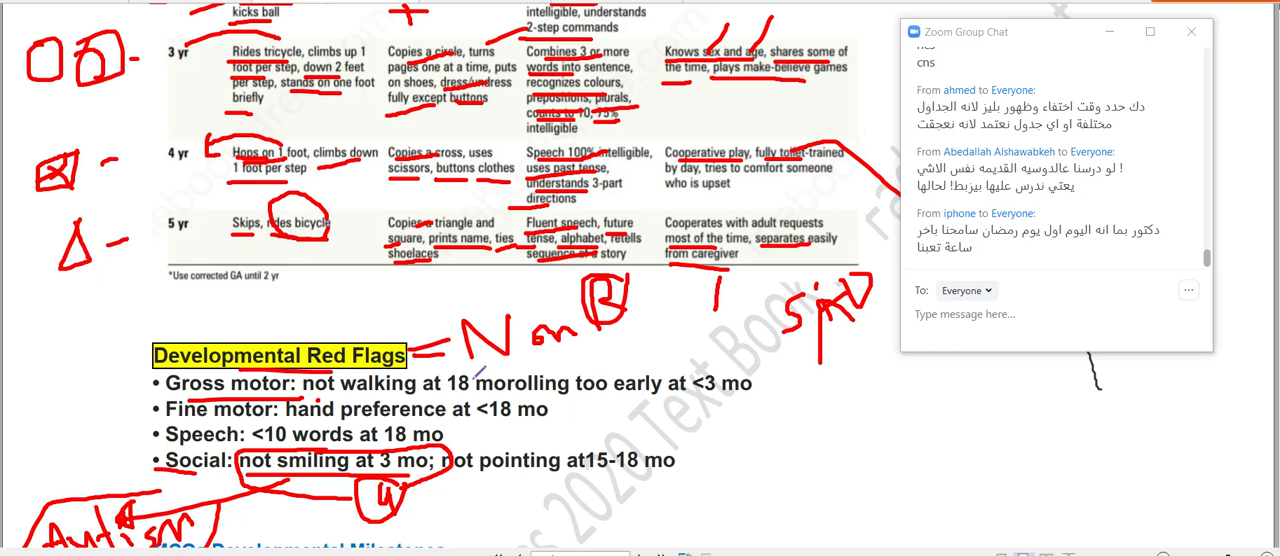 kicks ball
intelligible, understands
2-step commands
3 yr
Rides tricycle, climbs up 1
foot per step, down 2 feet
per step, stands on one foot
briefly
Copies a circle, turns
pages one at a time, puts
on shoes, dress/undress
fully except buttons
Combines 3 or more
words into sentence,
recognizes colours,
prepositions, plurals,
counts to 10, 75%
intelligible
Knows sex and age, shares some of
the time, plays make-believe games
4 yr
Hops on 1 foot, climbs down
1 foot per step
Copies a cross, uses
scissors, buttons clothes
Speech 100% intelligible,
uses past tense,
understands 3-part
directions
Cooperative play, fully toilet-trained
by day, tries to comfort someone
who is upset
5 yr
Skips, rides bicycle
Copies a triangle and
square, prints name, ties
shoelaces
Fluent speech, future
tense, alphabet, retells
sequence of a story
Cooperates with adult requests
most of the time, separates easily
from caregiver
*Use corrected GA until 2 yr
Developmental Red Flags
• Gross motor: not walking at 18 morolling too early at <3 mo
• Fine motor: hand preference at <18 mo
• Speech: <10 words at 18 mo
• Social: not smiling at 3 mo; not pointing at15-18 mo
Autism
Zoom Group Chat
cns
From ahmed to Everyone:
دك حدد وقت اختفاء وظهور بليز لانه الجداول
مختلفة او اي جدول نعتمد لانه نعجقت
From Abedallah Alshawabkeh to Everyone:
! لو درسنا عالدوسيه القديمه نفس الاشي
يعتي ندرس عليها بيزبط! لحالها
From iphone to Everyone:
دكتور بما انه اليوم اول يوم رمضان سامحنا باخر
ساعة تعبنا
To: Everyone
Type message here...
2020 Text Book